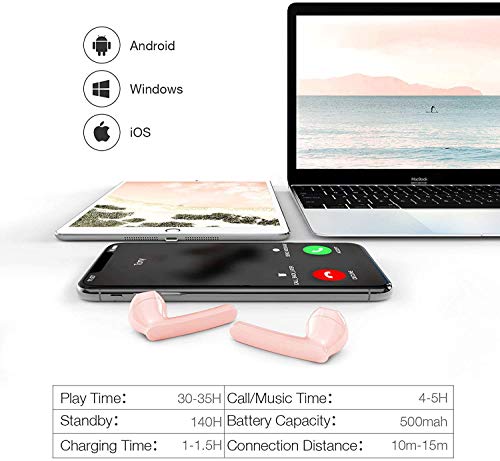 Android
Windows
iOS
MacBook
Tony
Play Time: 30-35H Call/Music Time: 4-5H
Standby: 140H Battery Capacity: 500mah
Charging Time: 1-1.5H Connection Distance: 10m-15m